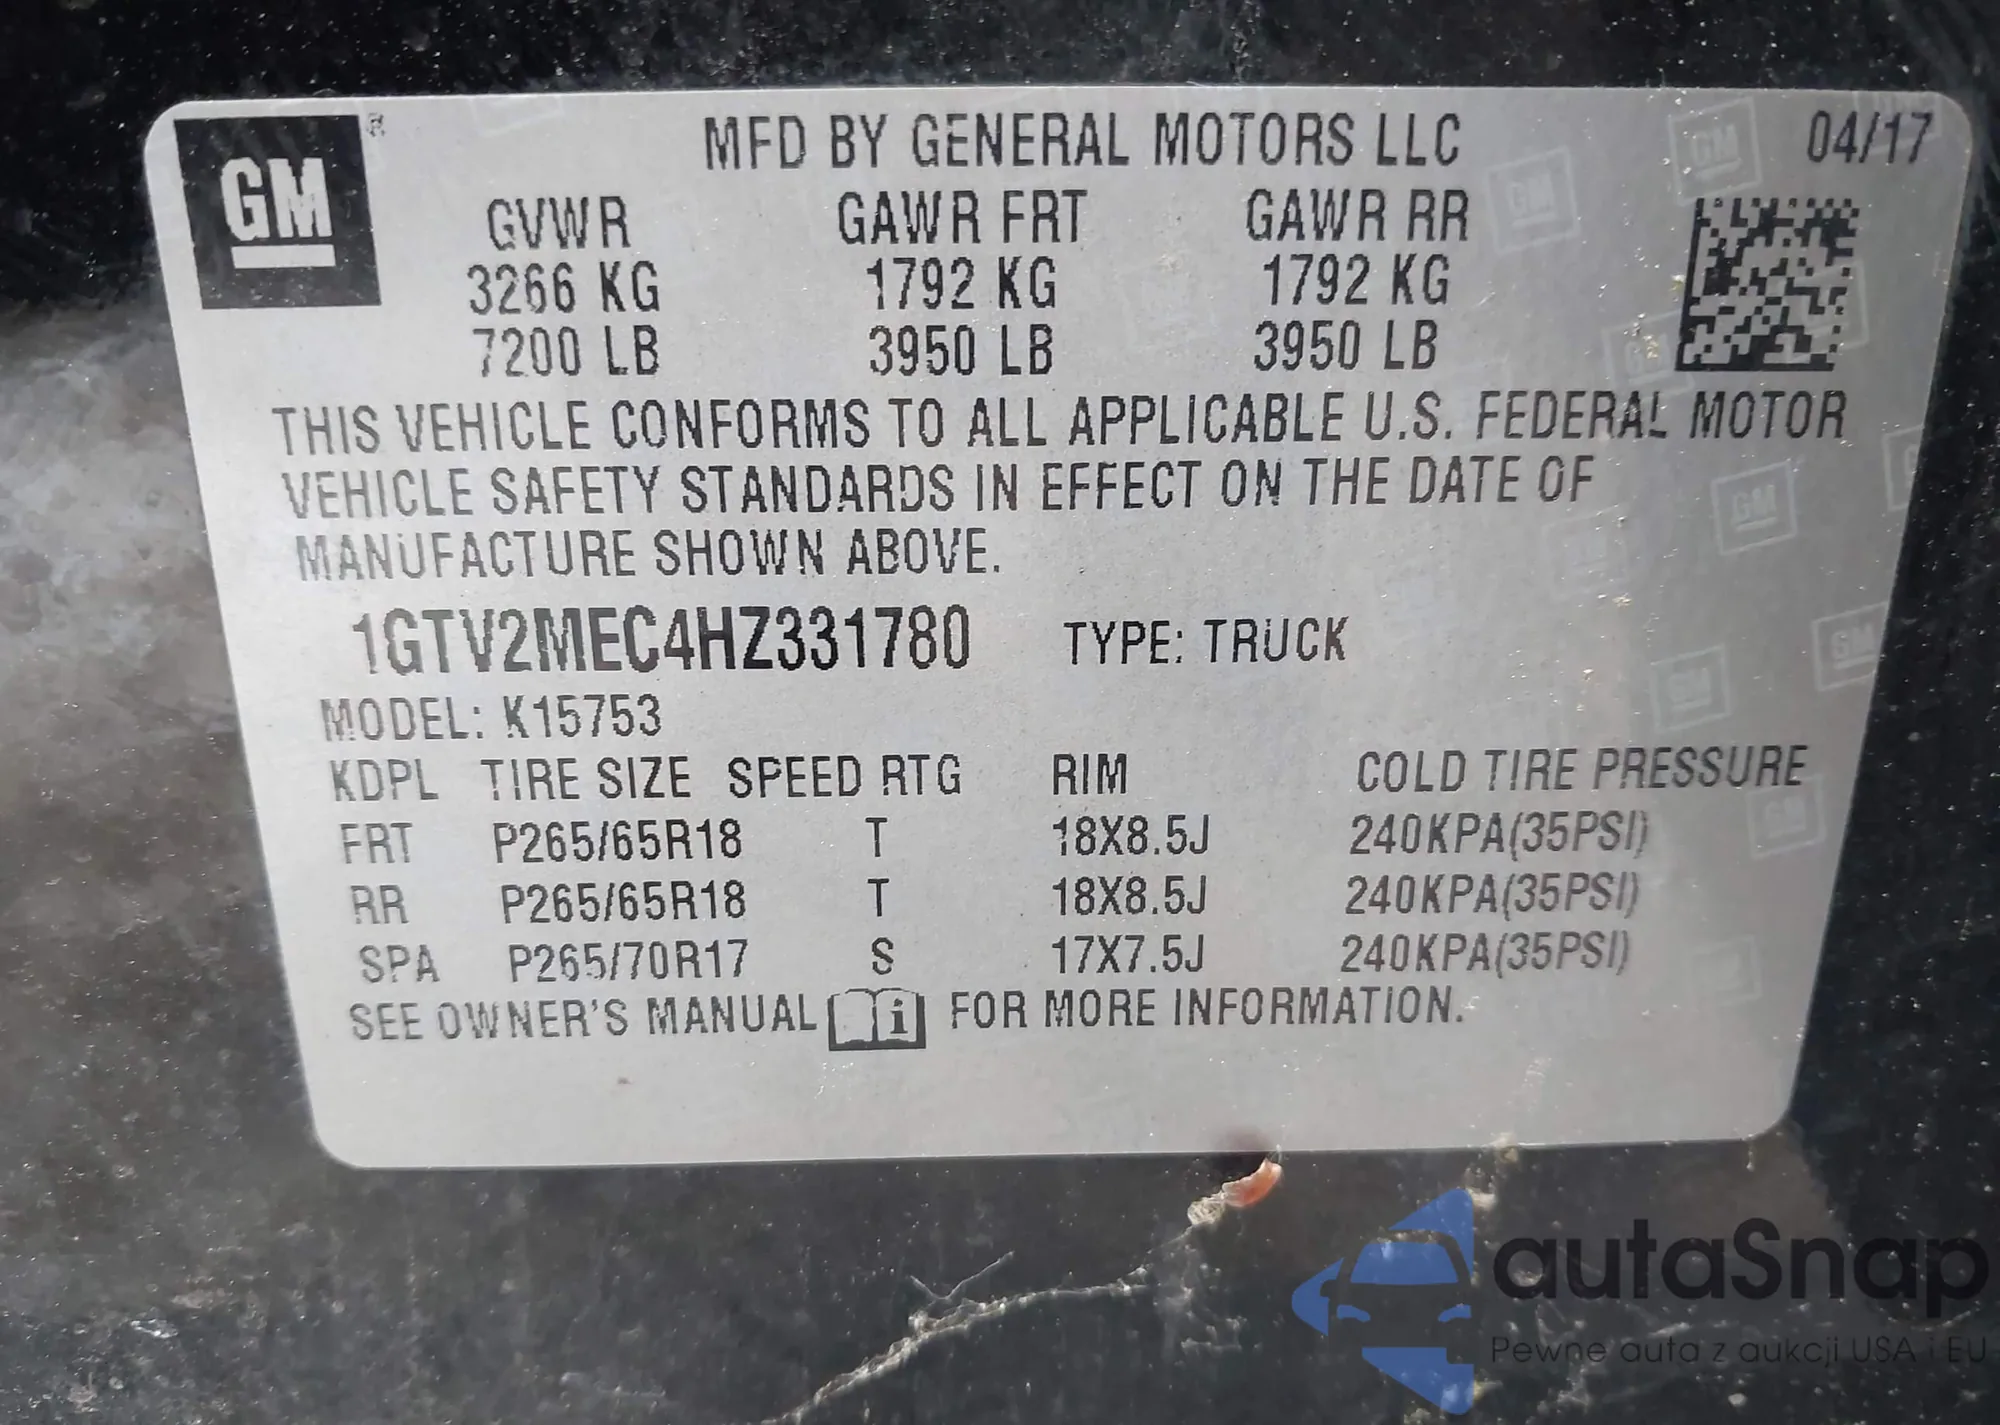 GM ® MFD BY GENERAL MOTORS LLC 04/17
GVWR GAWR FRT GAWR RR
3266 KG 1792 KG 1792 KG
7200 LB 3950 LB 3950 LB
THIS VEHICLE CONFORMS TO ALL APPLICABLE U.S. FEDERAL MOTOR
VEHICLE SAFETY STANDARDS IN EFFECT ON THE DATE OF
MANUFACTURE SHOWN ABOVE.
1GTV2MEC4HZ331780 TYPE: TRUCK
MODEL: K15753
KDPL TIRE SIZE SPEED RTG RIM COLD TIRE PRESSURE
FRT P265/65R18 T 18X8.5J 240KPA(35PSI)
RR P265/65R18 T 18X8.5J 240KPA(35PSI)
SPA P265/70R17 S 17X7.5J 240KPA(35PSI)
SEE OWNER'S MANUAL i FOR MORE INFORMATION.
autaSnap
Pewne auta z aukcji USA i EU